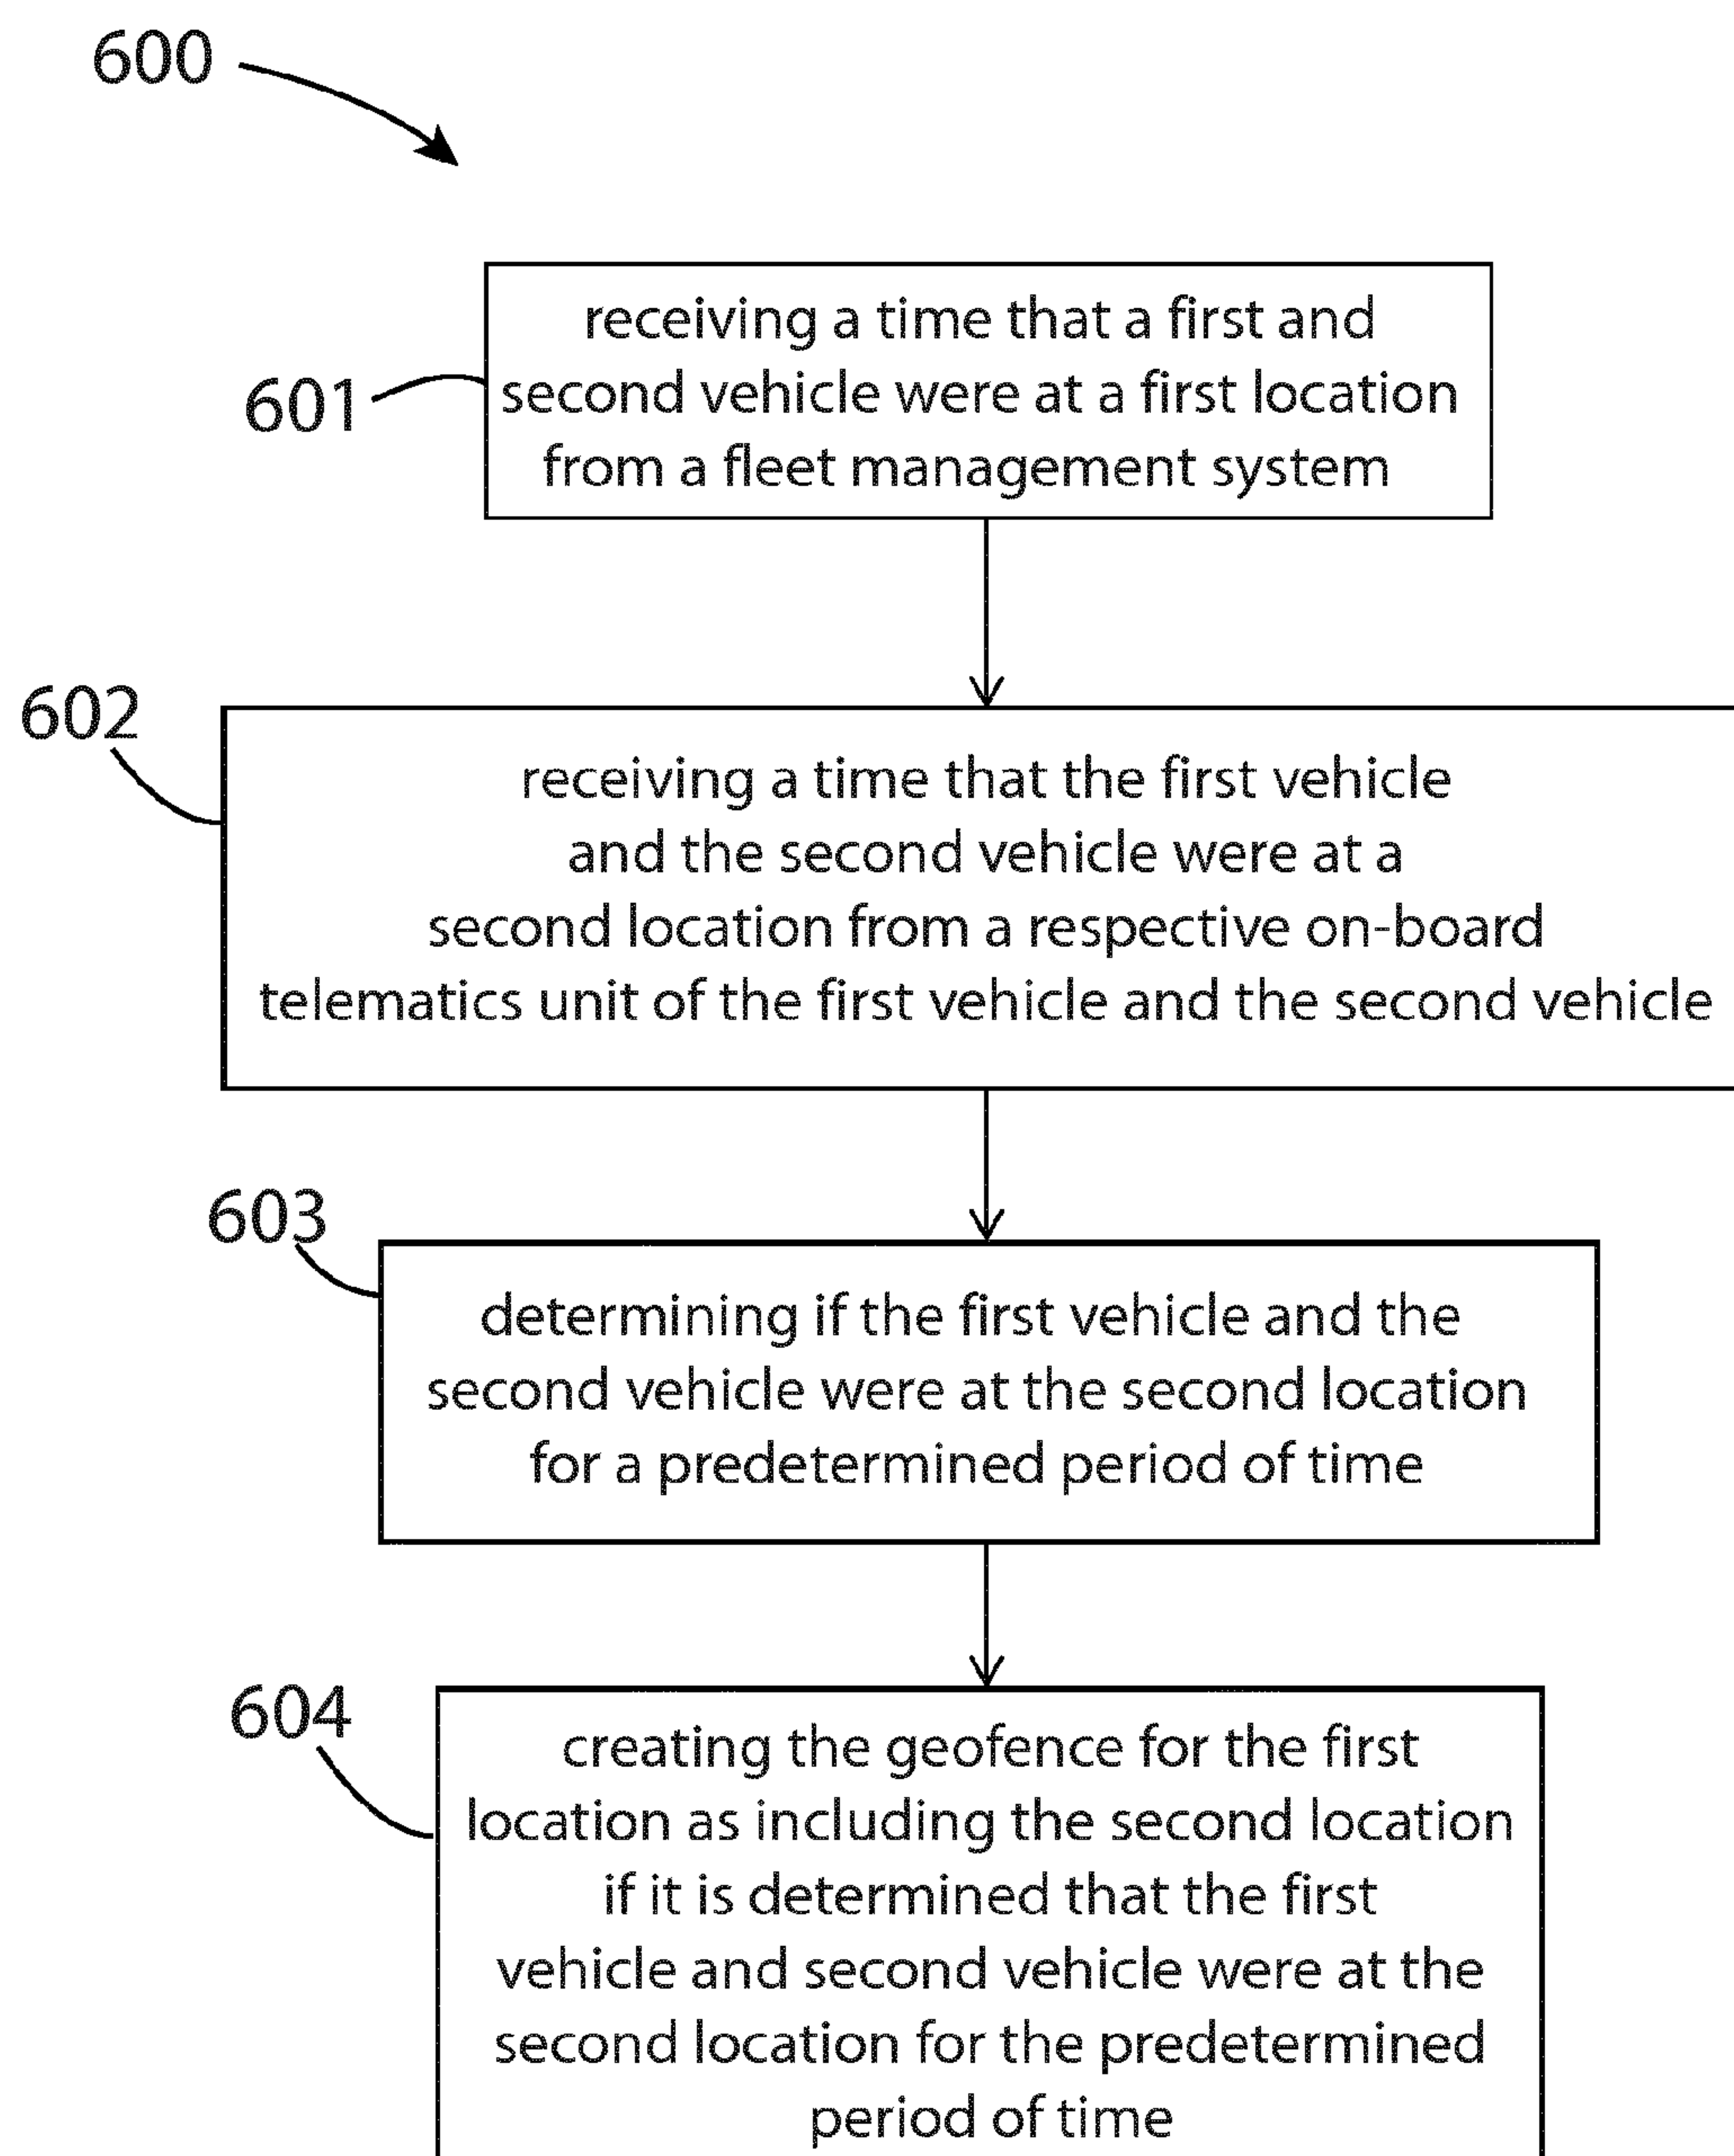 600
601
receiving a time that a first and
second vehicle were at a first location
from a fleet management system
602
receiving a time that the first vehicle
and the second vehicle were at a
second location from a respective on-board
telematics unit of the first vehicle and the second vehicle
603
determining if the first vehicle and the
second vehicle were at the second location
for a predetermined period of time
604
creating the geofence for the first
location as including the second location
if it is determined that the first
vehicle and second vehicle were at the
second location for the predetermined
period of time